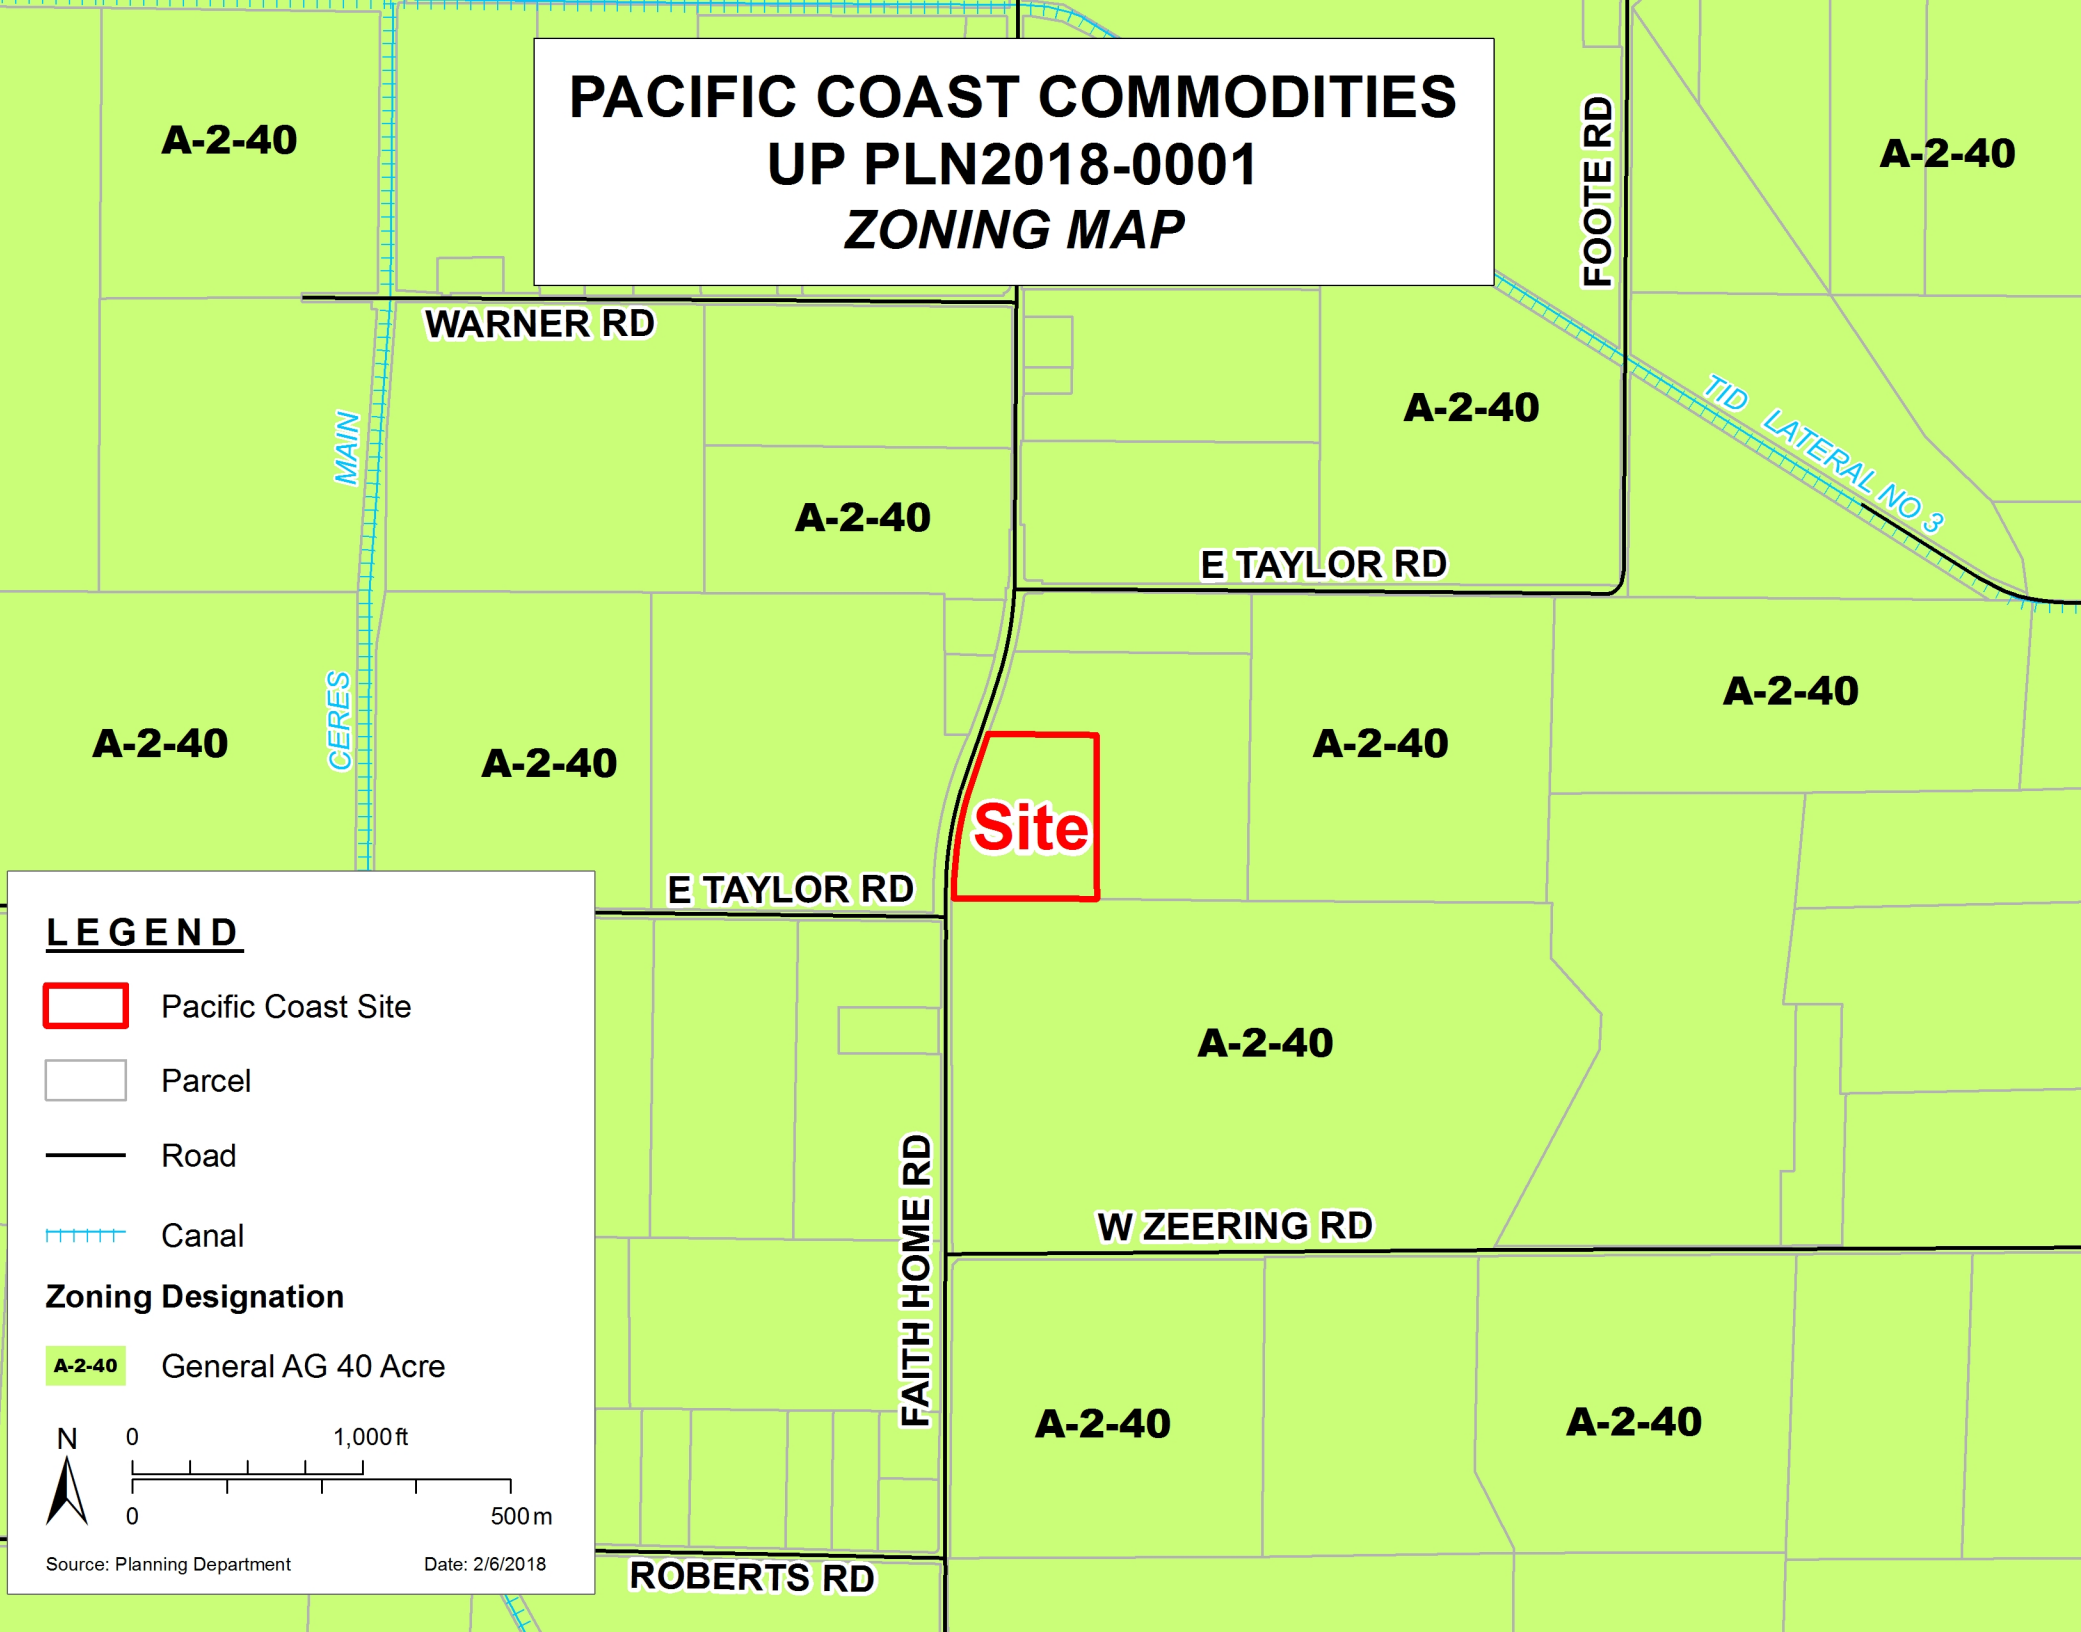 PACIFIC COAST COMMODITIES
UP PLN2018-0001
ZONING MAP
A-2-40
A-2-40
FOOTE RD
WARNER RD
MAIN
A-2-40
TID LATERAL NO 3
A-2-40
E TAYLOR RD
A-2-40
CERES
A-2-40
A-2-40
A-2-40
Site
E TAYLOR RD
A-2-40
FAITH HOME RD
W ZEERING RD
A-2-40
A-2-40
ROBERTS RD
LEGEND
Pacific Coast Site
Parcel
Road
Canal
Zoning Designation
A-2-40 General AG 40 Acre
N
0 1,000 ft
0 500 m
Source: Planning Department Date: 2/6/2018